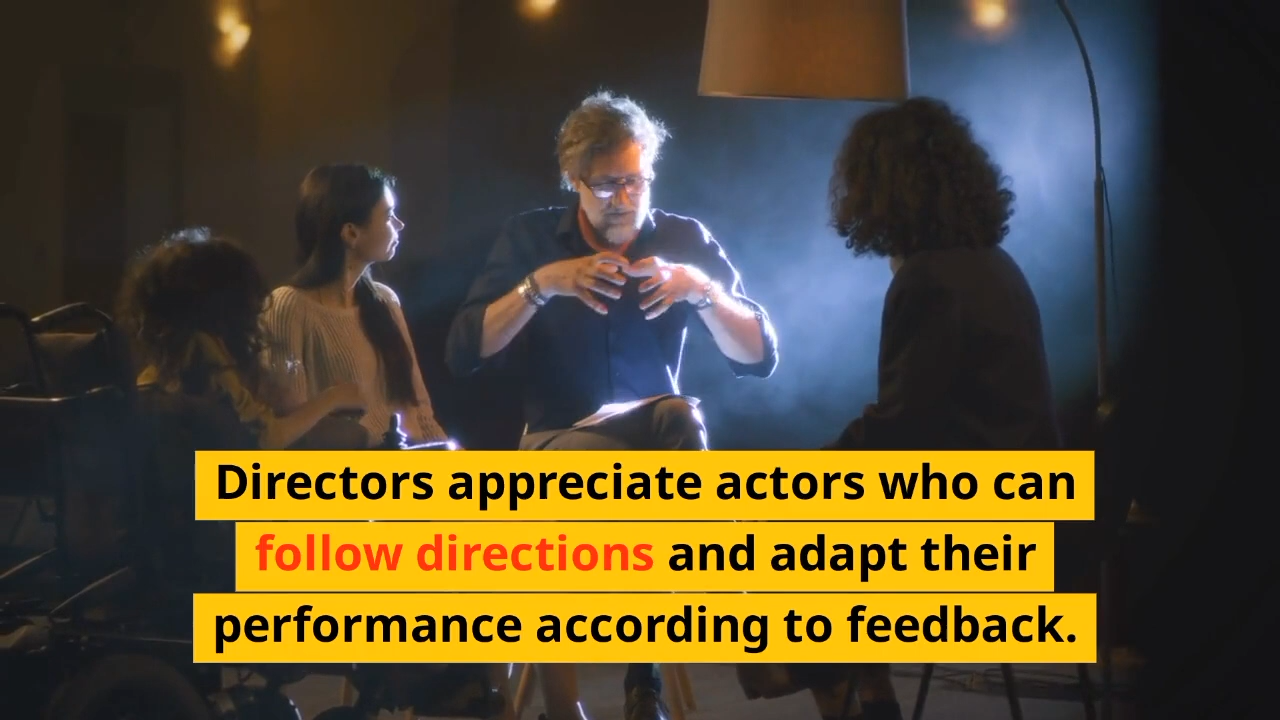 Directors appreciate actors who can
follow directions and adapt their
performance according to feedback.